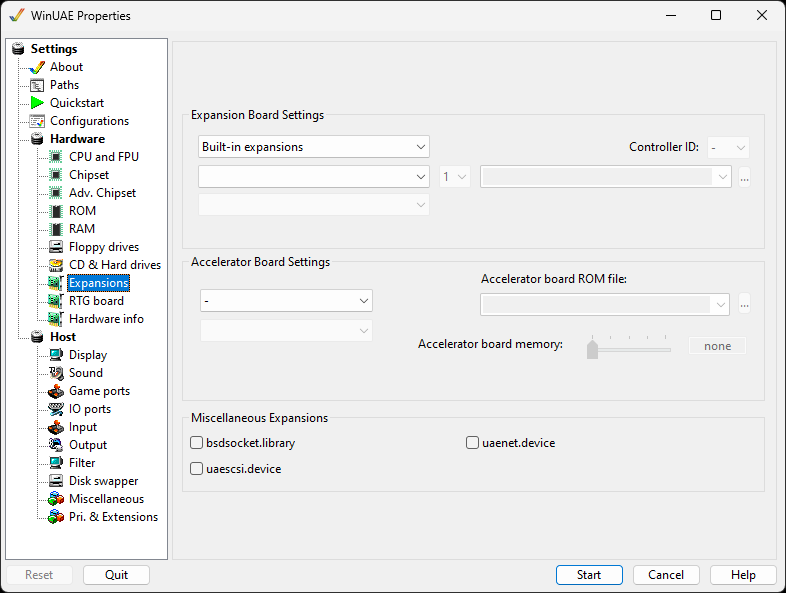 WinUAE Properties
Settings
About
Paths
Quickstart
Configurations
Hardware
CPU and FPU
Chipset
Adv. Chipset
ROM
RAM
Floppy drives
CD & Hard drives
Expansions
RTG board
Hardware info
Host
Display
Sound
Game ports
IO ports
Input
Output
Filter
Disk swapper
Miscellaneous
Pri. & Extensions
Expansion Board Settings
Built-in expansions
Controller ID:
-
1
...
Accelerator Board Settings
Accelerator board ROM file:
-
...
Accelerator board memory:
none
Miscellaneous Expansions
bsdsocket.library
uaenet.device
uaescsi.device
Reset
Quit
Start
Cancel
Help